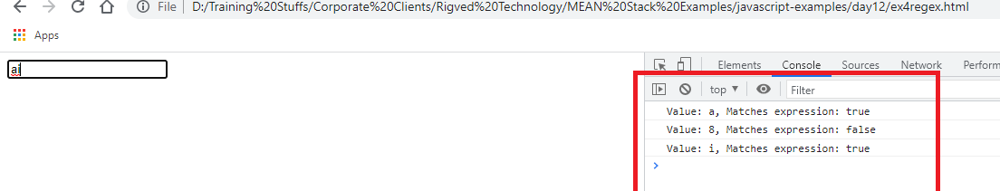 File D:/Training%20Stuffs/Corporate%20Clients/Rigved%20Technology/MEAN%20Stack%20Examples/javascript-examples/day12/ex4regex.html
Apps
ai
Elements Console Sources Network Perform
top Filter
Value: a, Matches expression: true
Value: 8, Matches expression: false
Value: i, Matches expression: true